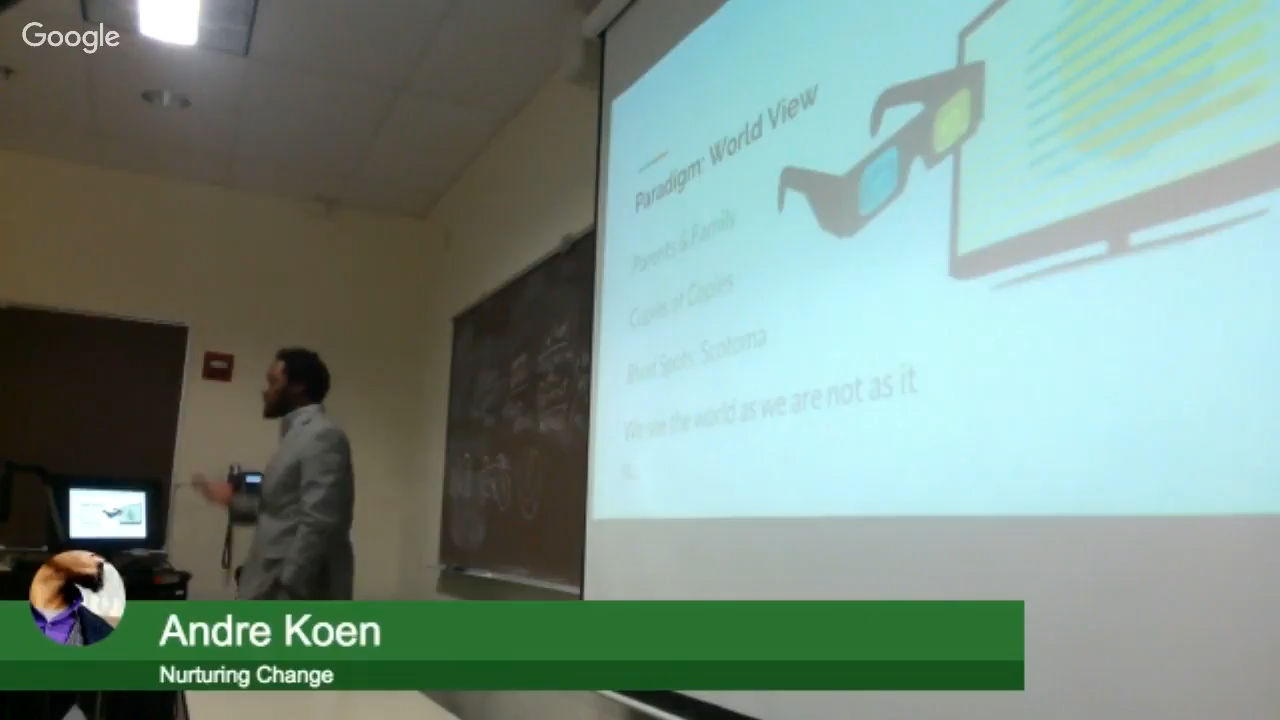 Google
Paradigm: World View
Parents & Family
Copies of Copies
Blind Spots: Scotoma
We see the world as we are not as it
Andre Koen
Nurturing Change